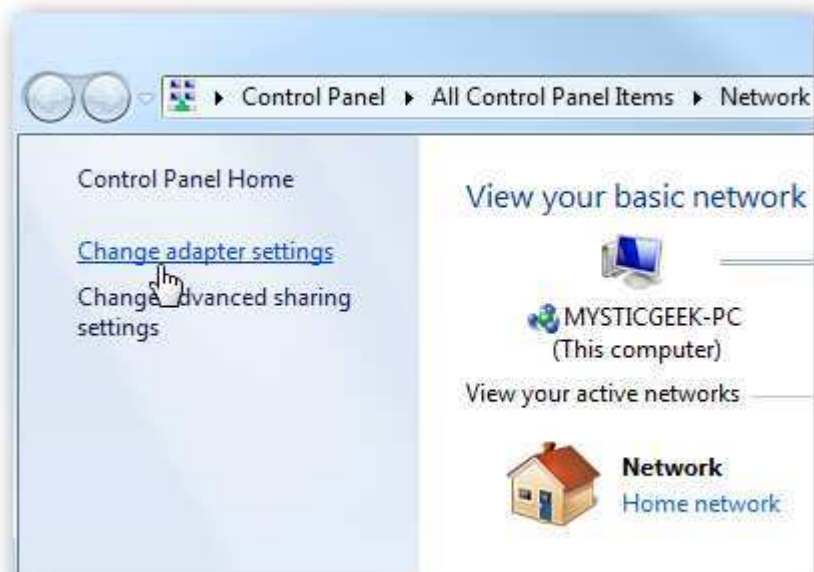 Control Panel ▸ All Control Panel Items ▸ Network
Control Panel Home
Change adapter settings
Change advanced sharing
settings
View your basic network
MYSTICGEEK-PC
(This computer)
View your active networks
Network
Home network